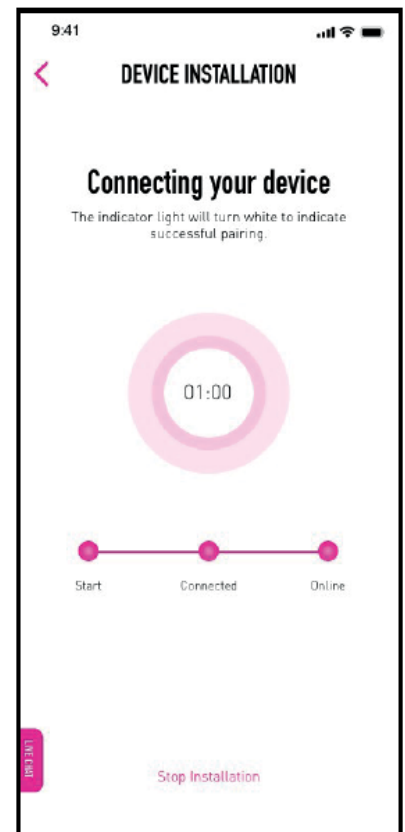 9:41
DEVICE INSTALLATION
Connecting your device
The indicator light will turn white to indicate
successful pairing.
01:00
Start Connected Online
LIVE CHAT
Stop Installation